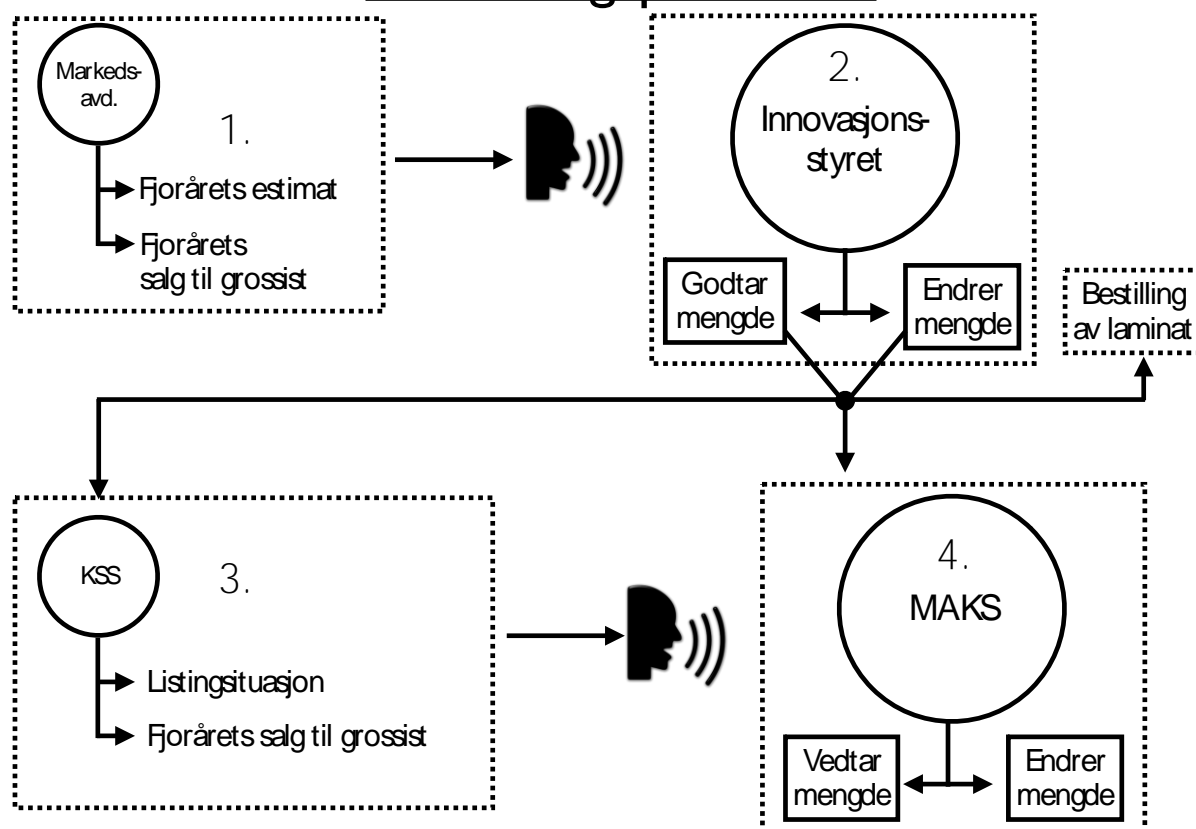 Markeds-
avd.
1.
Fjorårets estimat
Fjorårets
salg til grossist
2.
Innovasjons-
styret
Godtar
mengde
Endrer
mengde
Bestilling
av laminat
KSS
3.
Listingsituasjon
Fjorårets salg til grossist
4.
MAKS
Vedtar
mengde
Endrer
mengde